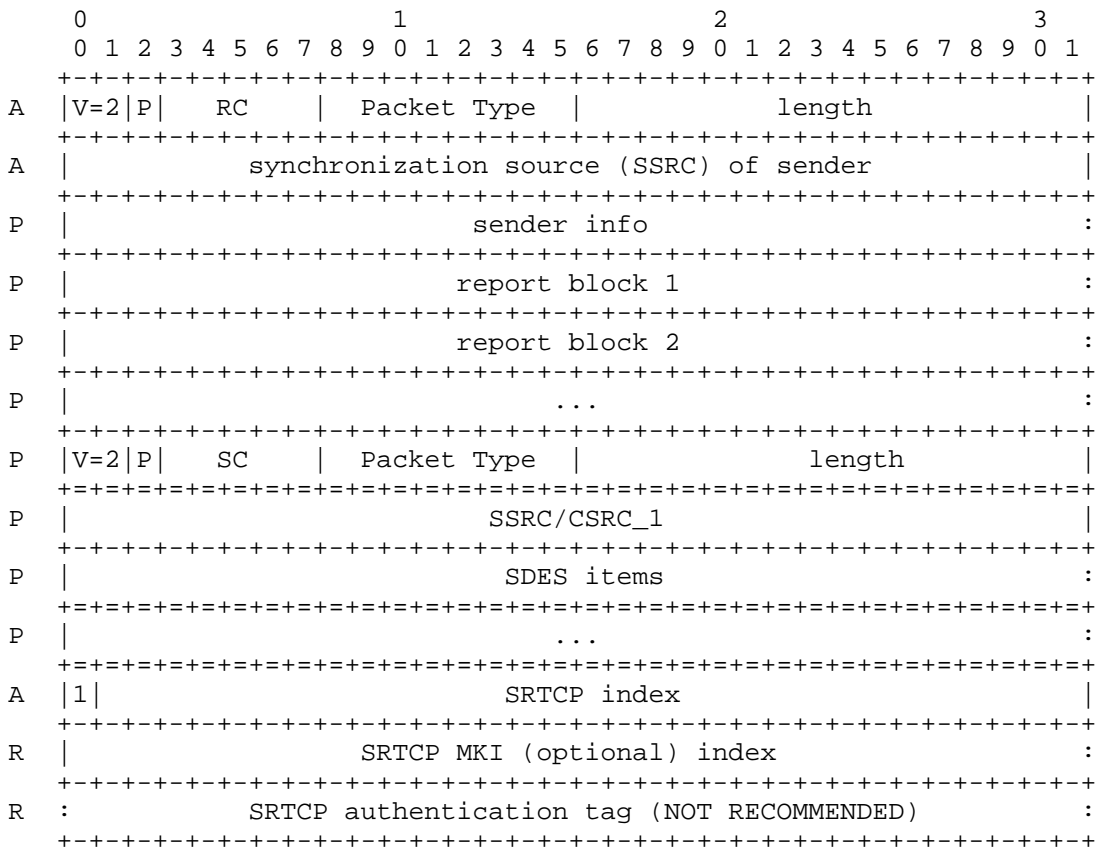 0                   1                   2                   3
 0 1 2 3 4 5 6 7 8 9 0 1 2 3 4 5 6 7 8 9 0 1 2 3 4 5 6 7 8 9 0 1
+-+-+-+-+-+-+-+-+-+-+-+-+-+-+-+-+-+-+-+-+-+-+-+-+-+-+-+-+-+-+-+-+
A |V=2|P| RC | Packet Type | length |
+-+-+-+-+-+-+-+-+-+-+-+-+-+-+-+-+-+-+-+-+-+-+-+-+-+-+-+-+-+-+-+-+
A | synchronization source (SSRC) of sender |
+-+-+-+-+-+-+-+-+-+-+-+-+-+-+-+-+-+-+-+-+-+-+-+-+-+-+-+-+-+-+-+-+
P | sender info :
+-+-+-+-+-+-+-+-+-+-+-+-+-+-+-+-+-+-+-+-+-+-+-+-+-+-+-+-+-+-+-+-+
P | report block 1 :
+-+-+-+-+-+-+-+-+-+-+-+-+-+-+-+-+-+-+-+-+-+-+-+-+-+-+-+-+-+-+-+-+
P | report block 2 :
+-+-+-+-+-+-+-+-+-+-+-+-+-+-+-+-+-+-+-+-+-+-+-+-+-+-+-+-+-+-+-+-+
P | ... :
+-+-+-+-+-+-+-+-+-+-+-+-+-+-+-+-+-+-+-+-+-+-+-+-+-+-+-+-+-+-+-+-+
P |V=2|P| SC | Packet Type | length |
+=+=+=+=+=+=+=+=+=+=+=+=+=+=+=+=+=+=+=+=+=+=+=+=+=+=+=+=+=+=+=+=+
P | SSRC/CSRC_1 |
+-+-+-+-+-+-+-+-+-+-+-+-+-+-+-+-+-+-+-+-+-+-+-+-+-+-+-+-+-+-+-+-+
P | SDES items :
+=+=+=+=+=+=+=+=+=+=+=+=+=+=+=+=+=+=+=+=+=+=+=+=+=+=+=+=+=+=+=+=+
P | ... :
+=+=+=+=+=+=+=+=+=+=+=+=+=+=+=+=+=+=+=+=+=+=+=+=+=+=+=+=+=+=+=+=+
A |1| SRTCP index |
+-+-+-+-+-+-+-+-+-+-+-+-+-+-+-+-+-+-+-+-+-+-+-+-+-+-+-+-+-+-+-+-+
R | SRTCP MKI (optional) index :
+-+-+-+-+-+-+-+-+-+-+-+-+-+-+-+-+-+-+-+-+-+-+-+-+-+-+-+-+-+-+-+-+
R : SRTCP authentication tag (NOT RECOMMENDED) :
+-+-+-+-+-+-+-+-+-+-+-+-+-+-+-+-+-+-+-+-+-+-+-+-+-+-+-+-+-+-+-+-+